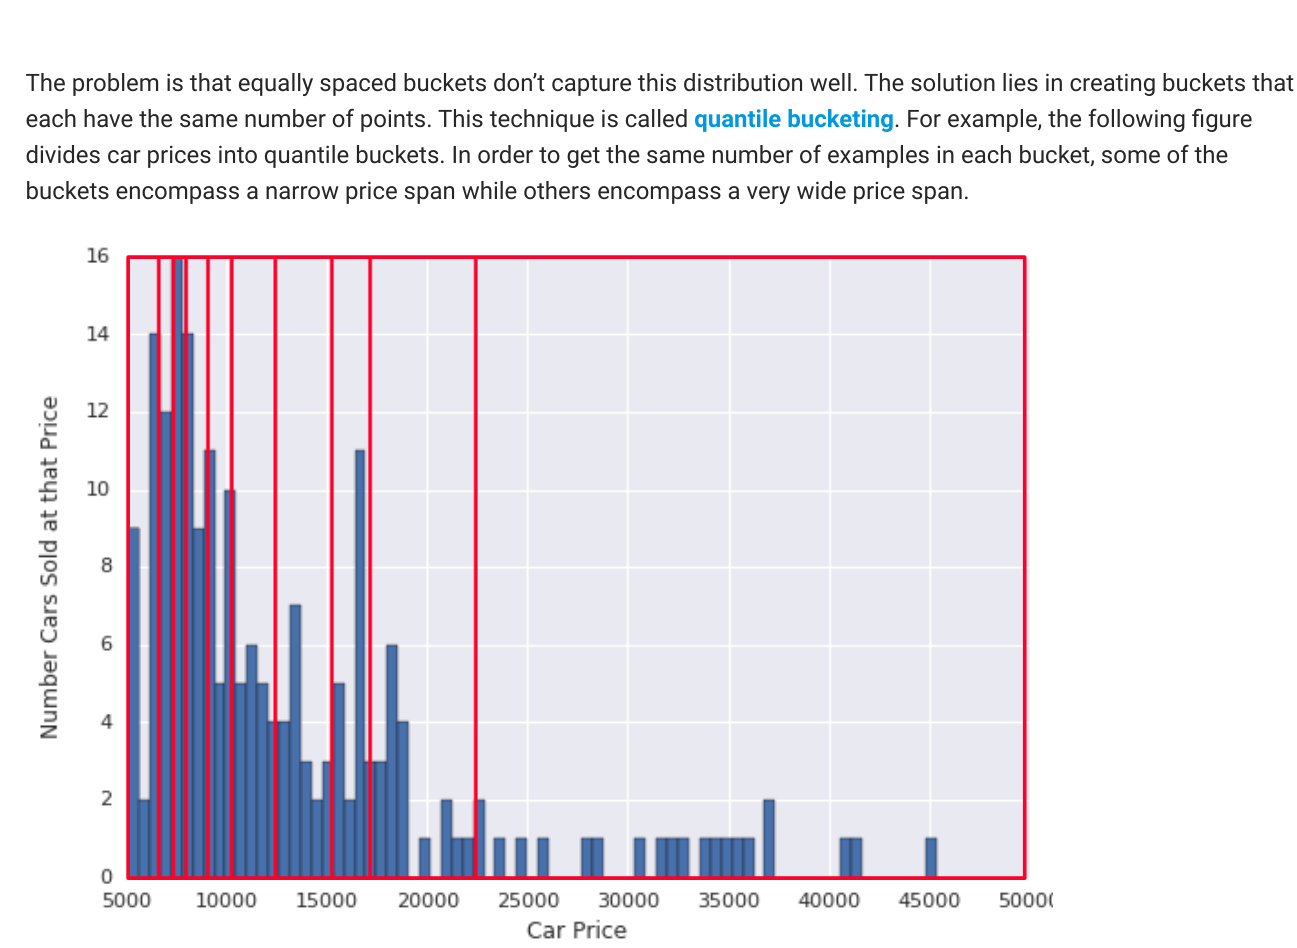 The problem is that equally spaced buckets don’t capture this distribution well. The solution lies in creating buckets that
each have the same number of points. This technique is called quantile bucketing. For example, the following figure
divides car prices into quantile buckets. In order to get the same number of examples in each bucket, some of the
buckets encompass a narrow price span while others encompass a very wide price span.
16
14
12
10
8
6
4
2
0
Number Cars Sold at that Price
5000 10000 15000 20000 25000 30000 35000 40000 45000 5000
Car Price